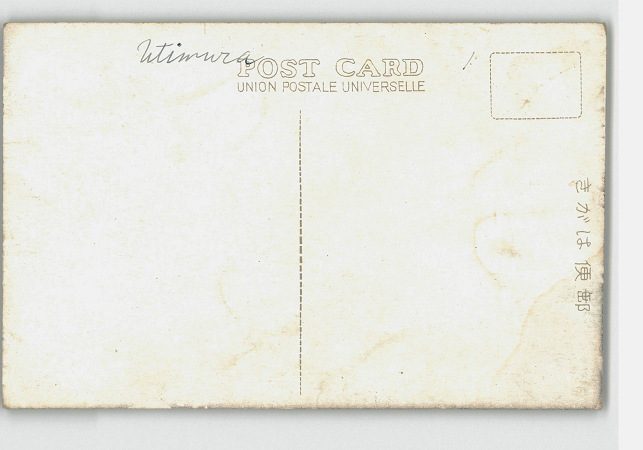 Utimura
POST CARD
UNION POSTALE UNIVERSELLE
きがは便郵